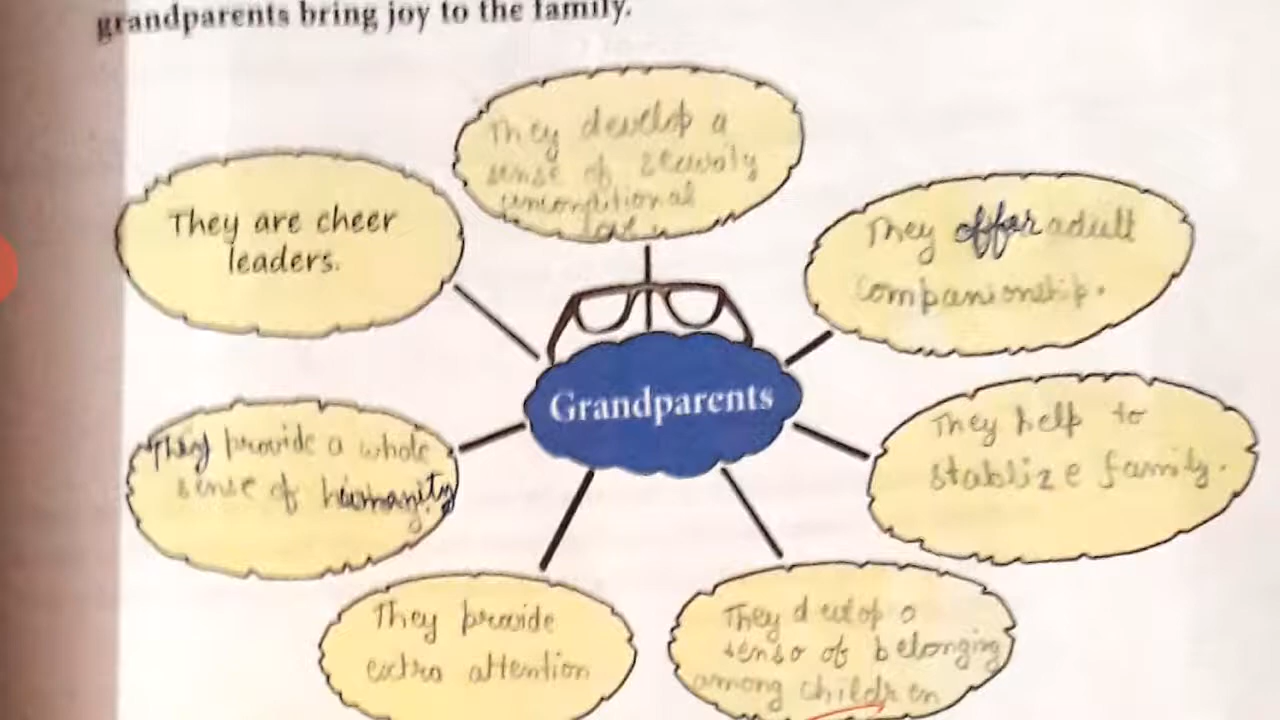 grandparents bring joy to the family.
They develop a
sense of security
unconditional
They are cheer
leaders.
They offer adult
companionship.
Grandparents
They provide a whole
sense of humanity
They help to
stablize family.
They provide
extra attention
They develop a
sense of belonging
among children